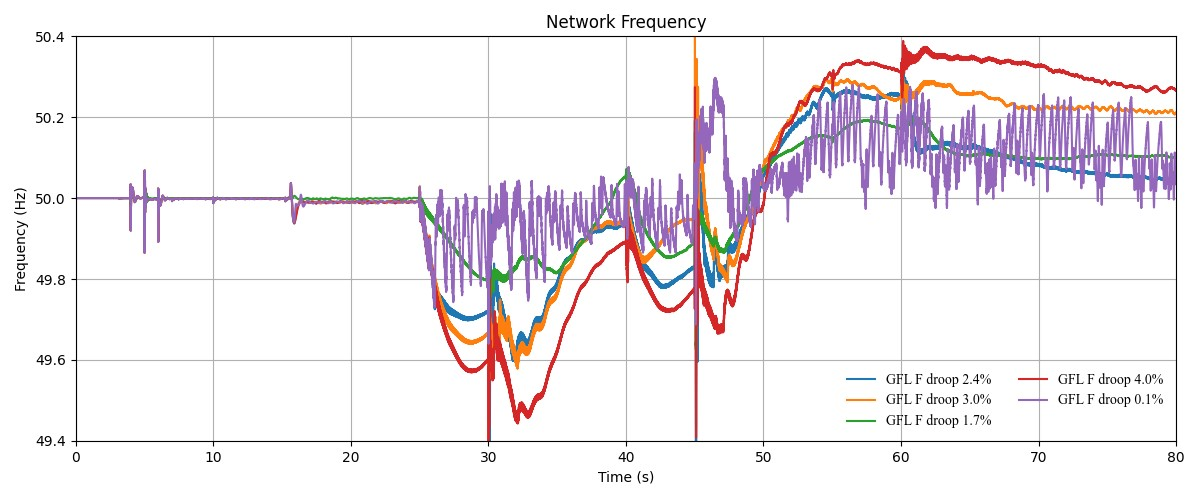 Network Frequency
Frequency (Hz)
50.4
50.2
50.0
49.8
49.6
49.4
GFL F droop 2.4%
GFL F droop 3.0%
GFL F droop 1.7%
GFL F droop 4.0%
GFL F droop 0.1%
0 10 20 30 40 50 60 70 80
Time (s)